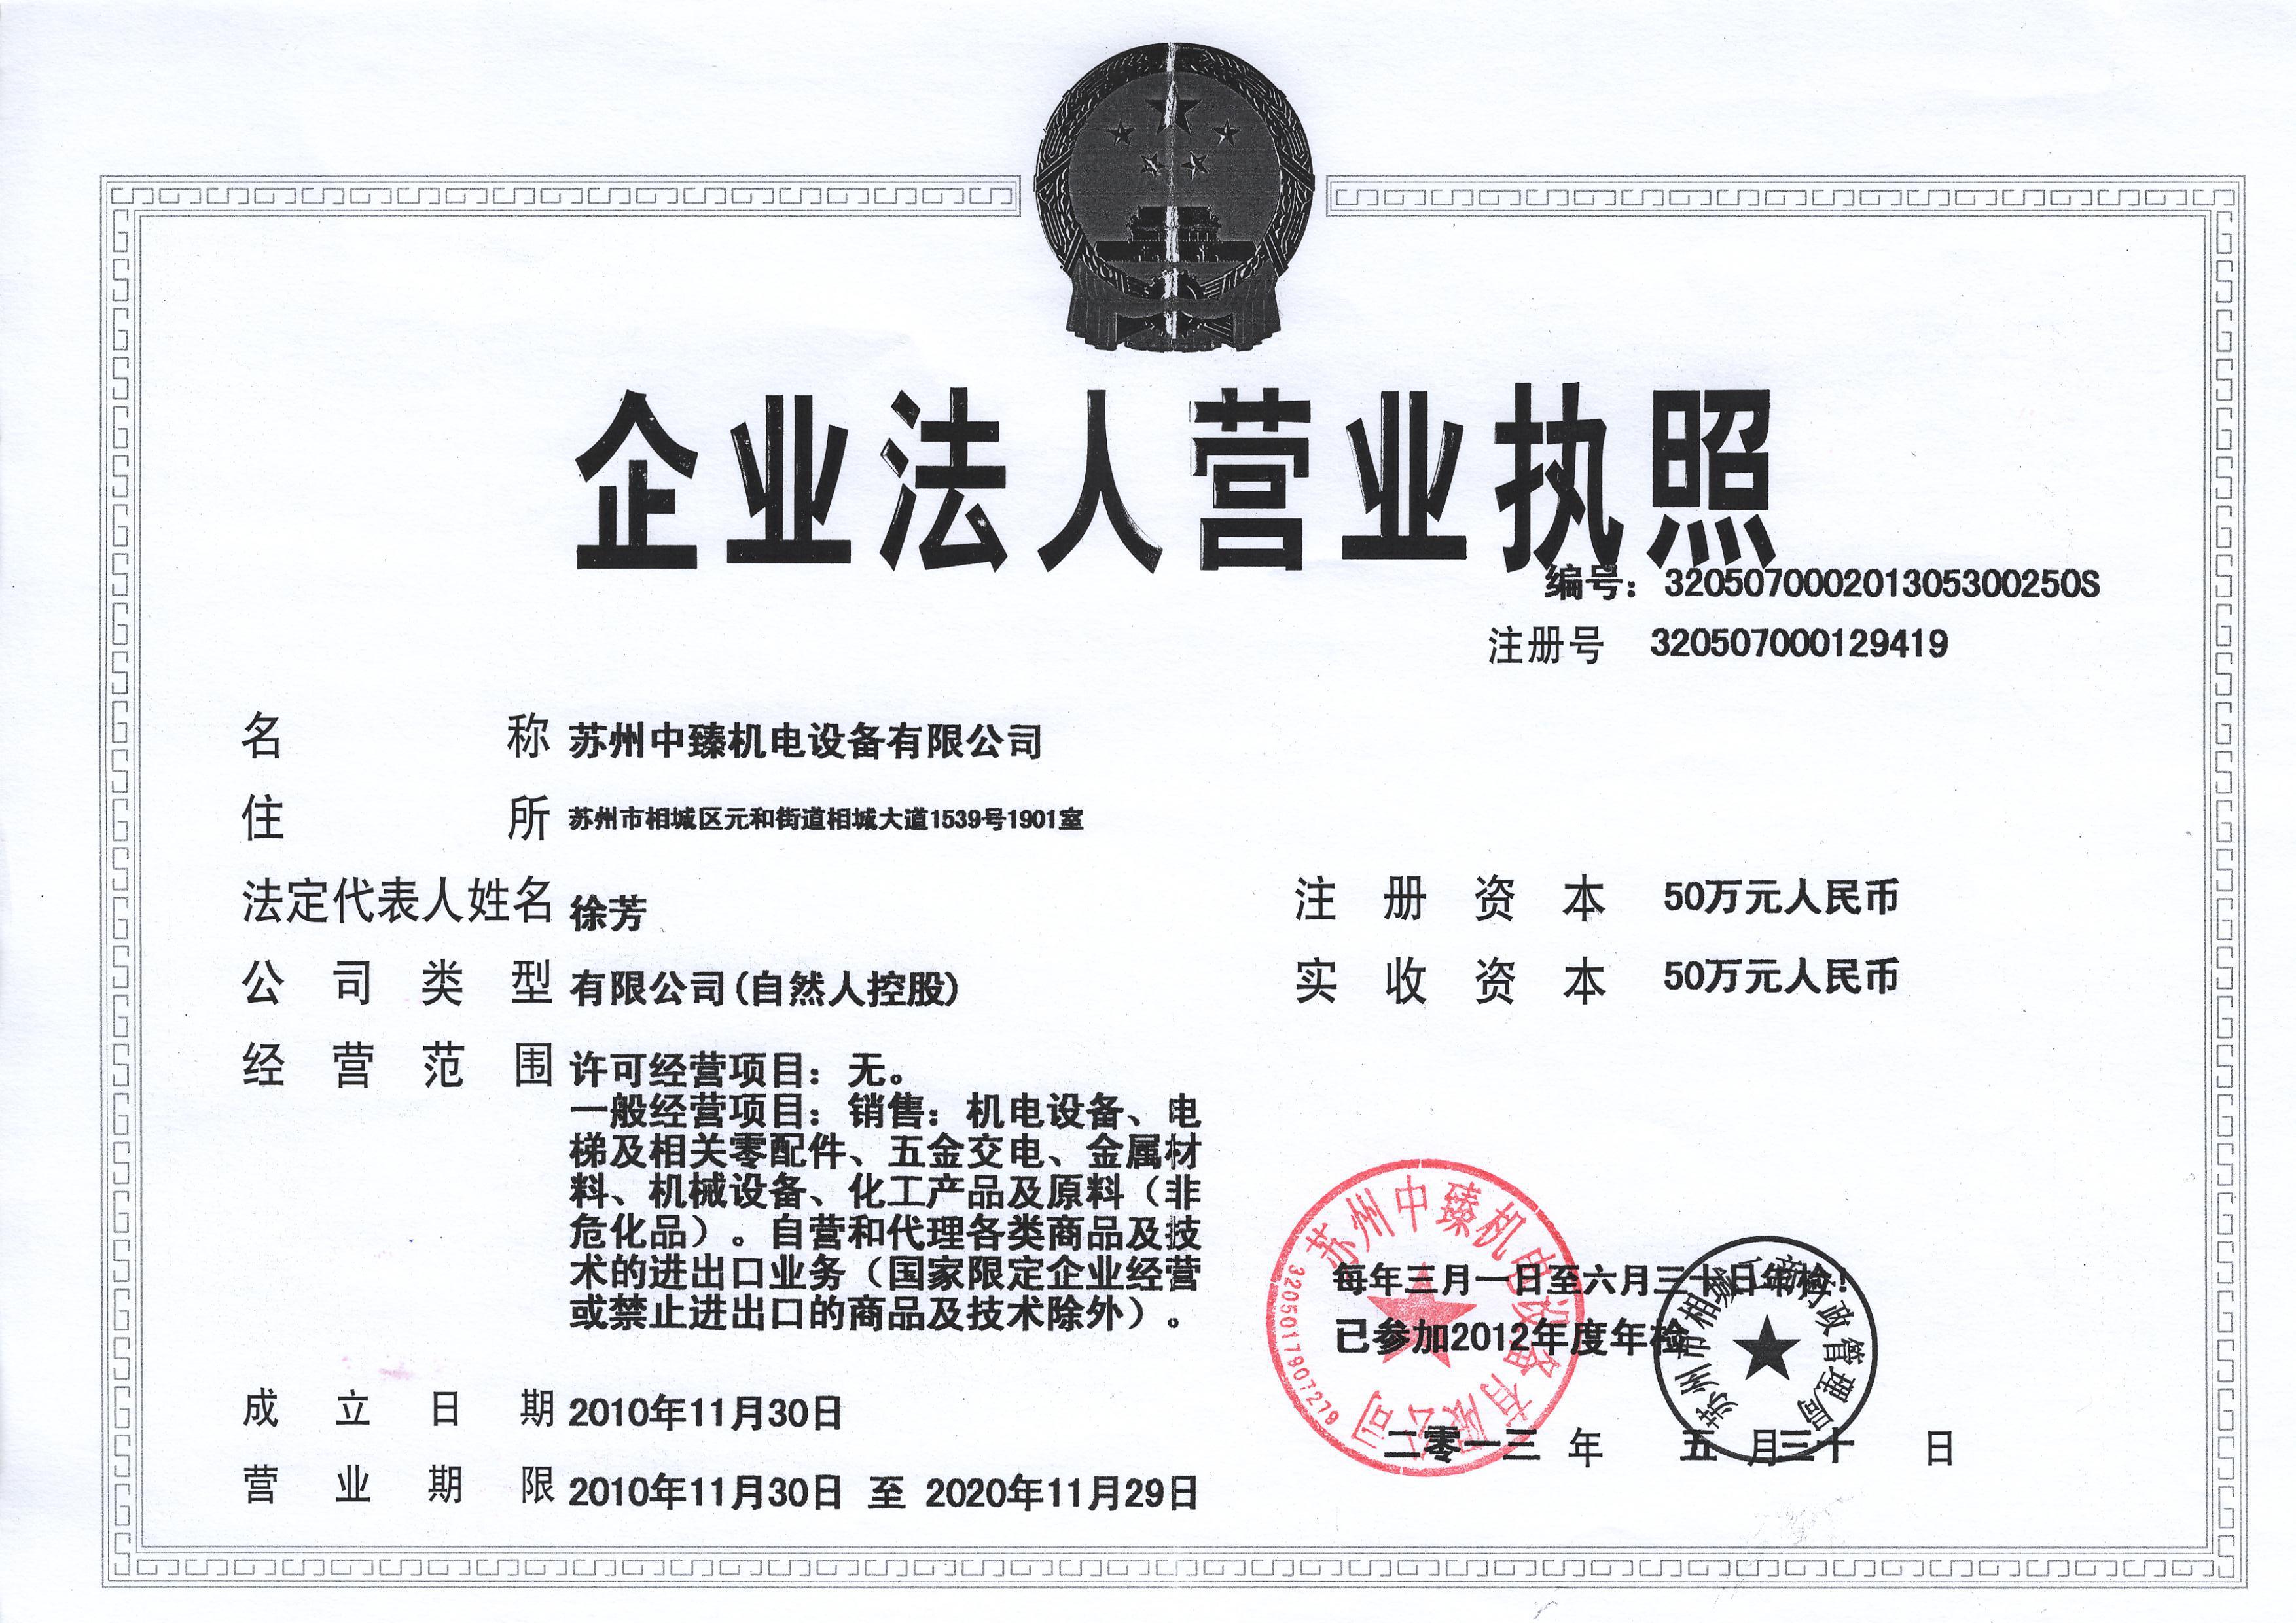 企业法人营业执照
编号：320507000201305300250S
注册号 320507000129419
名称 苏州中臻机电设备有限公司
住所 苏州市相城区元和街道相城大道1539号1901室
法定代表人姓名 徐芳
注册资本 50万元人民币
公司类型 有限公司(自然人控股)
实收资本 50万元人民币
经营范围 许可经营项目：无。
一般经营项目：销售：机电设备、电
梯及相关零配件、五金交电、金属材
料、机械设备、化工产品及原料（非
危化品）。自营和代理各类商品及技
术的进出口业务（国家限定企业经营
或禁止进出口的商品及技术除外）。
苏州中臻机电设备有限公司
3205017807279
每年三月一日至六月三十日年检！
已参加2012年度年检
苏州市相城工商行政管理局
成立日期 2010年11月30日
二零一三 年 五 月 三十 日
营业期限 2010年11月30日 至 2020年11月29日